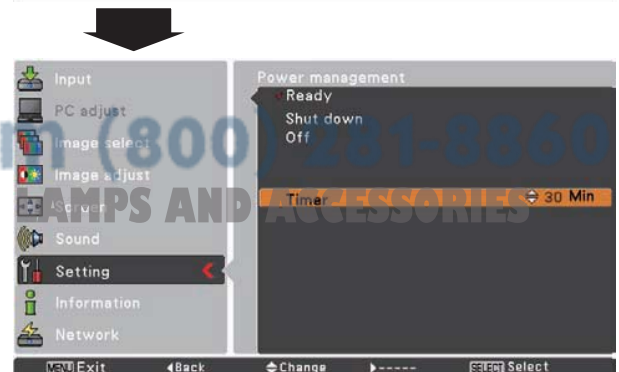 Input
PC adjust
Image select
Image adjust
Screen
Sound
Setting
Information
Network
Power management
Ready
Shut down
Off
Timer 30 Min
m (800) 281-8860
AMPS AND ACCESSORIES
MENU Exit Back Change ----- SELECT Select